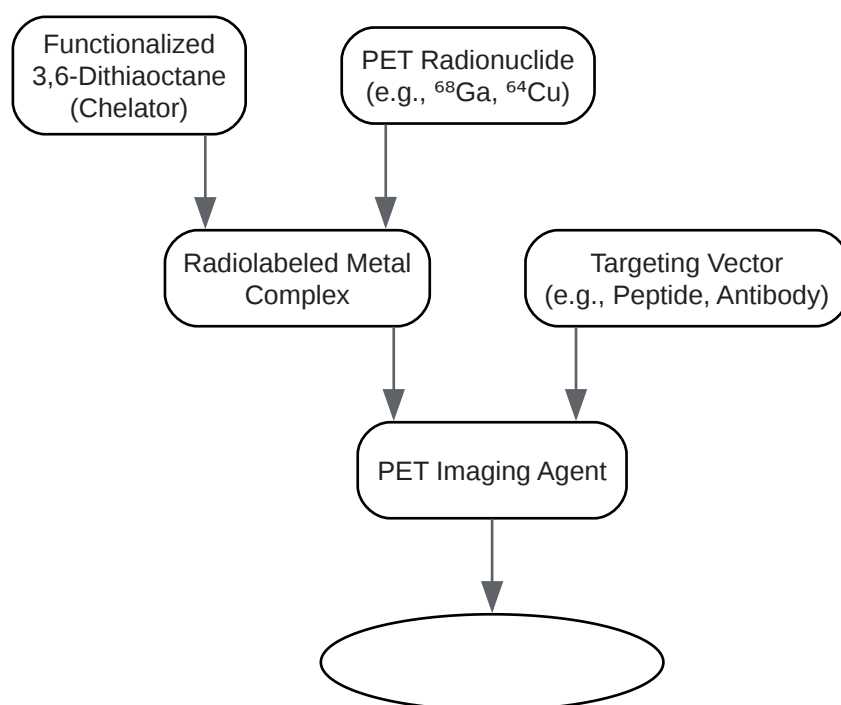 Functionalized
3,6-Dithiaoctane
(Chelator)
PET Radionuclide
(e.g., ⁶⁸Ga, ⁶⁴Cu)
Radiolabeled Metal
Complex
Targeting Vector
(e.g., Peptide, Antibody)
PET Imaging Agent